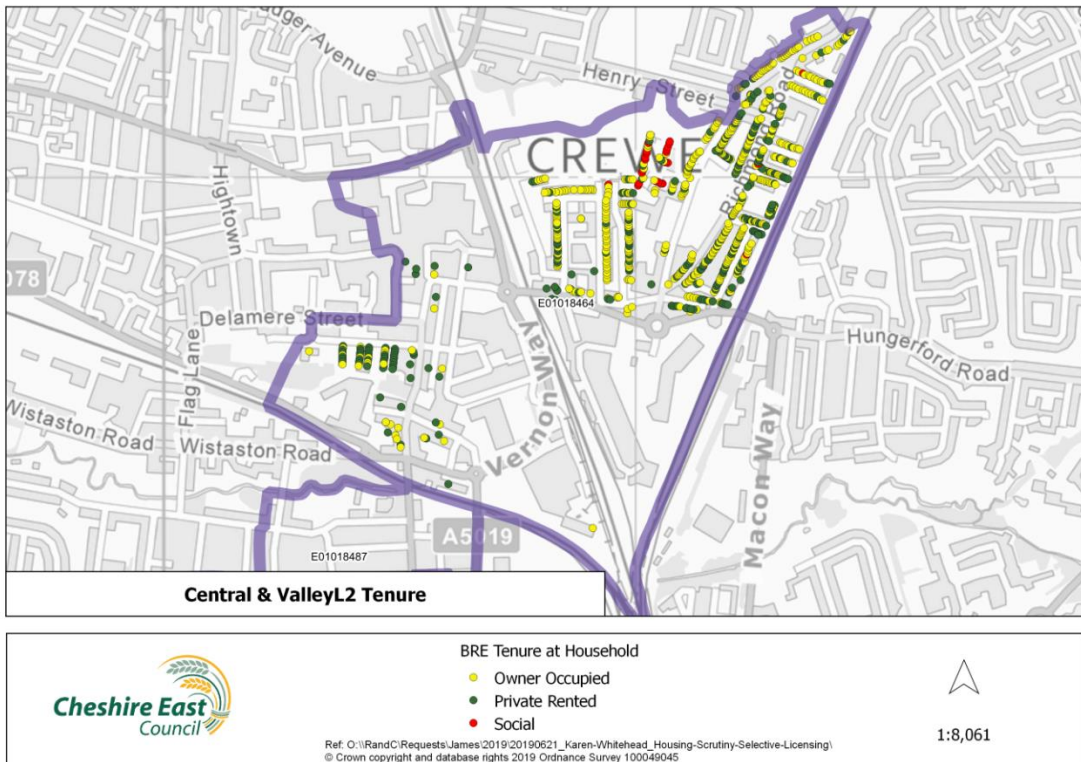 dger Avenue
Henry Street
CREWE
Richmond Road
Hightown
078
E01018464
Delamere Street
Hungerford Road
Flag Lane
Vernon Way
Wistaston Road
Wistaston Road
Macon Way
A5019
E01018487
Central & ValleyL2 Tenure
BRE Tenure at Household
Owner Occupied
Private Rented
Social
Cheshire East
Council
1:8,061
Ref: O:\\RandC\Requests\James\2019\20190621_Karen-Whitehead_Housing-Scrutiny-Selective-Licensing\
© Crown copyright and database rights 2019 Ordnance Survey 100049045